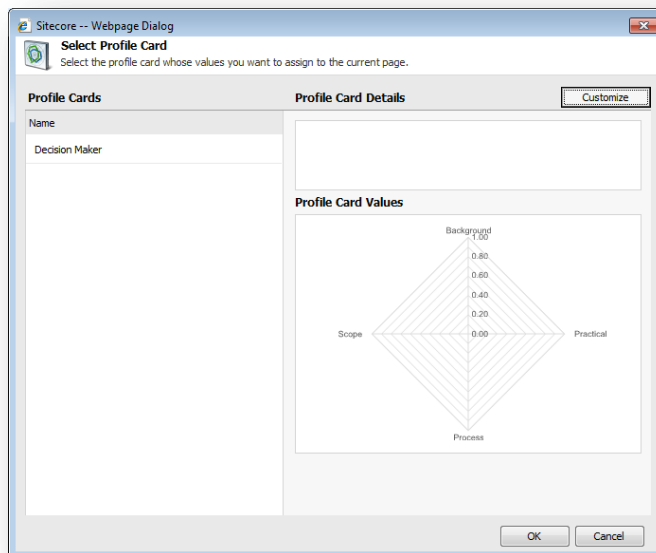 Sitecore -- Webpage Dialog
Select Profile Card
Select the profile card whose values you want to assign to the current page.
Profile Cards
Profile Card Details
Customize
Name
Decision Maker
Profile Card Values
Background
1.00
0.80
0.60
0.40
0.20
Scope
0.00
Practical
Process
OK
Cancel